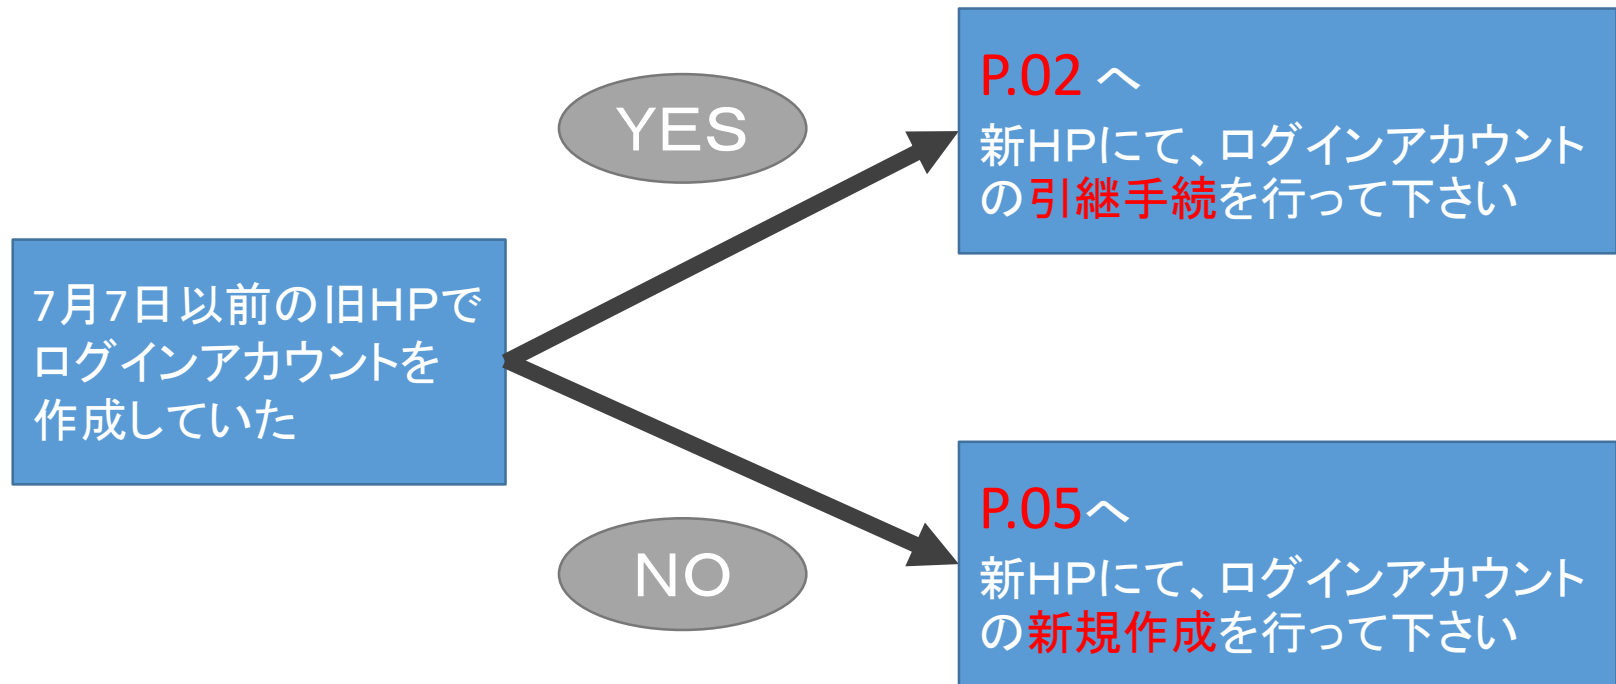 7月7日以前の旧HPで
ログインアカウントを
作成していた
YES
P.02 へ
新HPにて、ログインアカウント
の引継手続を行って下さい
NO
P.05へ
新HPにて、ログインアカウント
の新規作成を行って下さい